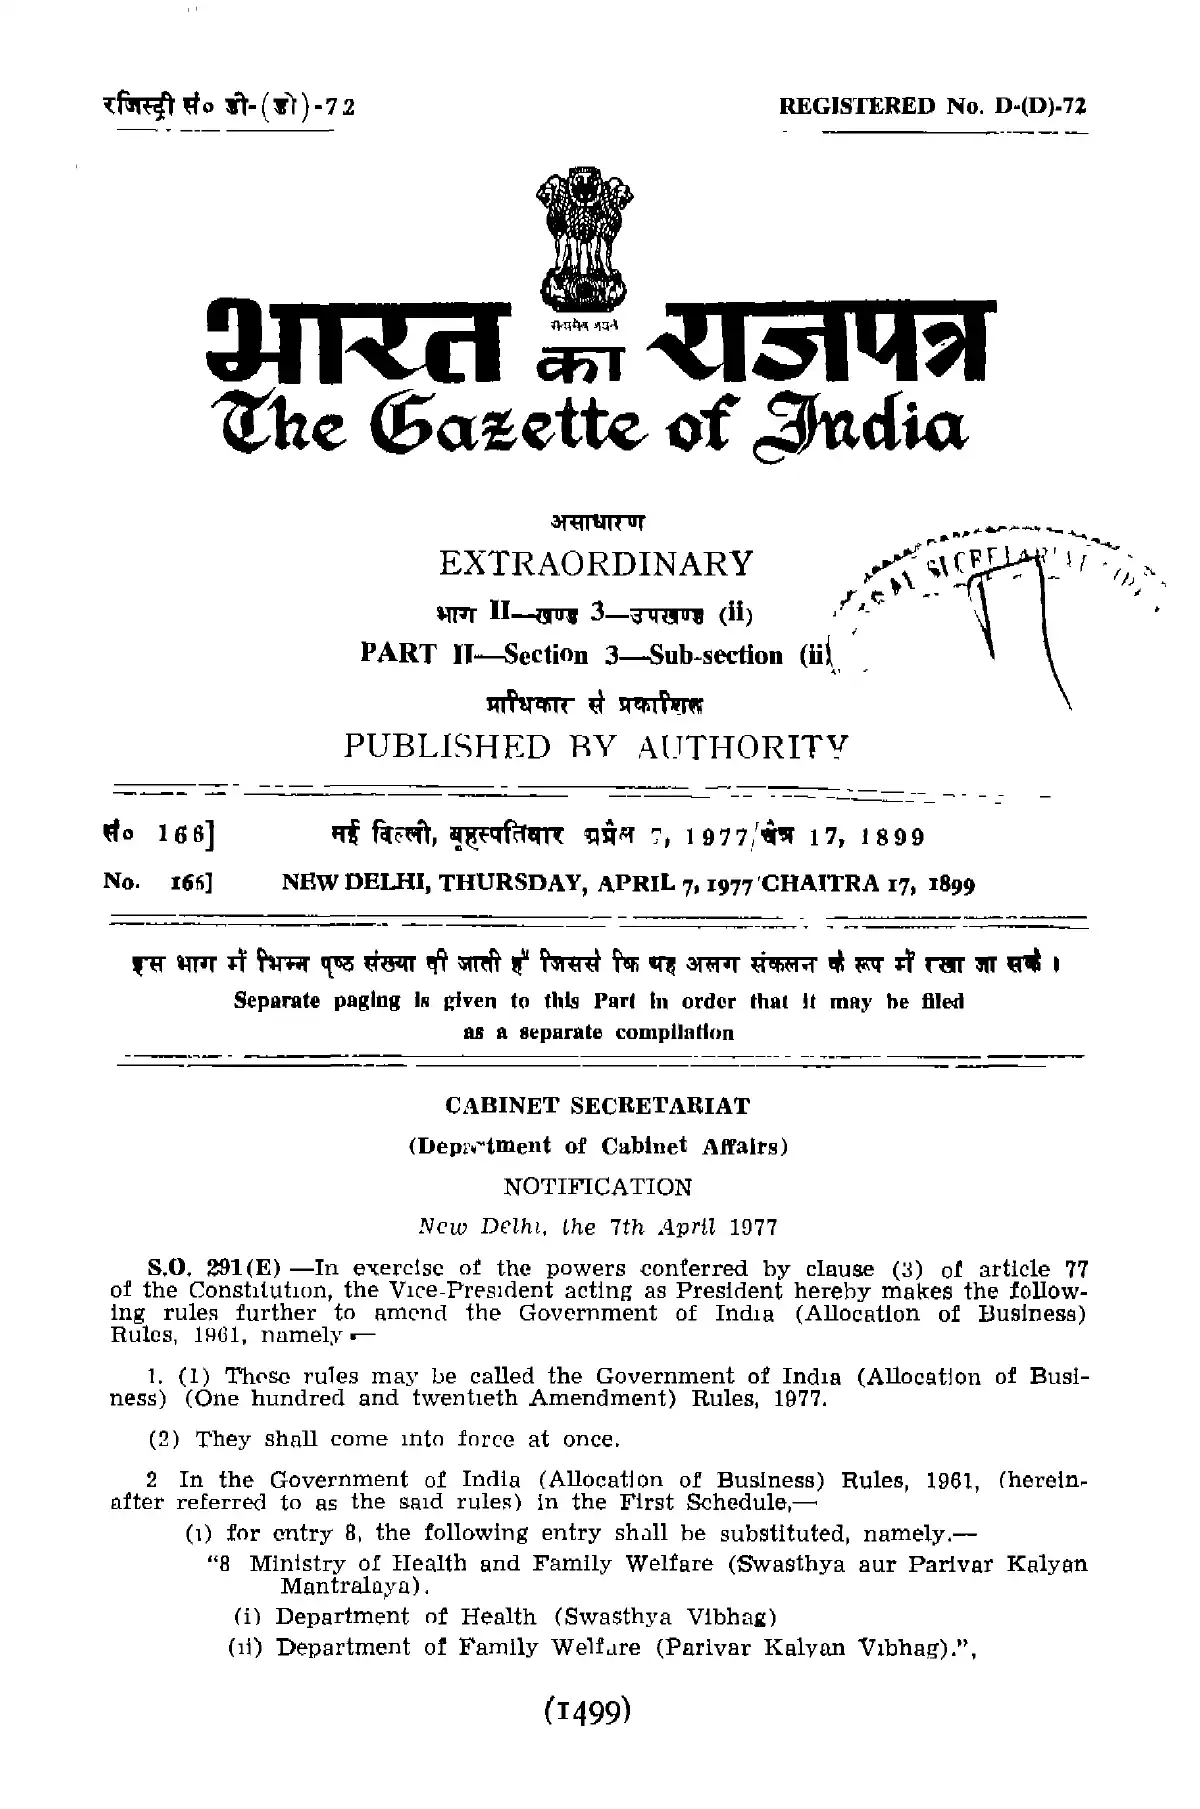 रजिस्ट्री सं० डी-(डी)-72
REGISTERED No. D-(D)-72
भारत का राजपत्र
The Gazette of India
असाधारण
EXTRAORDINARY
भाग II—खण्ड 3—उपखण्ड (ii)
PART II—Section 3—Sub-section (ii)
प्राधिकार से प्रकाशित
PUBLISHED BY AUTHORITY
सं० 166] नई दिल्ली, बृहस्पतिवार अप्रैल 7, 1977/चैत्र 17, 1899
No. 166] NEW DELHI, THURSDAY, APRIL 7, 1977/CHAITRA 17, 1899
इस भाग में भिन्न पृष्ठ संख्या दी जाती है जिससे कि यह अलग संकलन के रूप में रखा जा सके ।
Separate paging is given to this Part in order that it may be filed
as a separate compilation
CABINET SECRETARIAT
(Department of Cabinet Affairs)
NOTIFICATION
New Delhi, the 7th April 1977
S.O. 291(E)—In exercise of the powers conferred by clause (3) of article 77
of the Constitution, the Vice-President acting as President hereby makes the follow-
ing rules further to amend the Government of India (Allocation of Business)
Rules, 1961, namely:—
1. (1) These rules may be called the Government of India (Allocation of Busi-
ness) (One hundred and twentieth Amendment) Rules, 1977.
(2) They shall come into force at once.
2 In the Government of India (Allocation of Business) Rules, 1961, (herein-
after referred to as the said rules) in the First Schedule,—
(i) for entry 8, the following entry shall be substituted, namely.—
“8 Ministry of Health and Family Welfare (Swasthya aur Parivar Kalyan
Mantralaya).
(i) Department of Health (Swasthya Vibhag)
(ii) Department of Family Welfare (Parivar Kalyan Vibhag).”,
(1499)